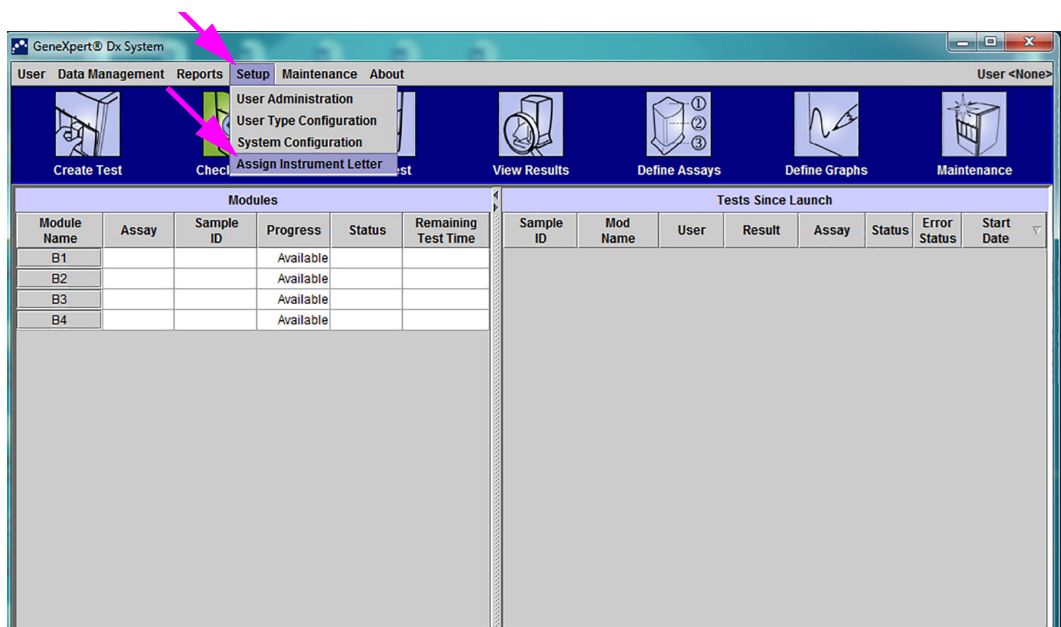 GeneXpert® Dx System
User Data Management Reports Setup Maintenance About User <None>
User Administration
User Type Configuration
System Configuration
Assign Instrument Letter
Create Test View Results Define Assays Define Graphs Maintenance
①
②
③
Modules
Module Name Assay Sample ID Progress Status Remaining Test Time
B1 Available
B2 Available
B3 Available
B4 Available
Tests Since Launch
Sample ID Mod Name User Result Assay Status Error Status Start Date